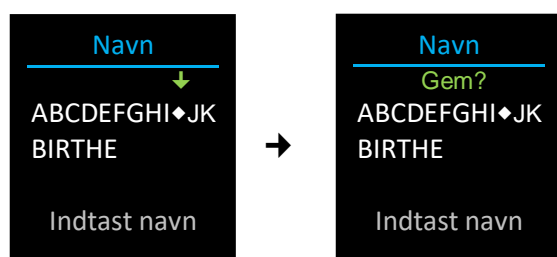 Navn
ABCDEFGHI◆JK
BIRTHE
Indtast navn
Navn
Gem?
ABCDEFGHI◆JK
BIRTHE
Indtast navn